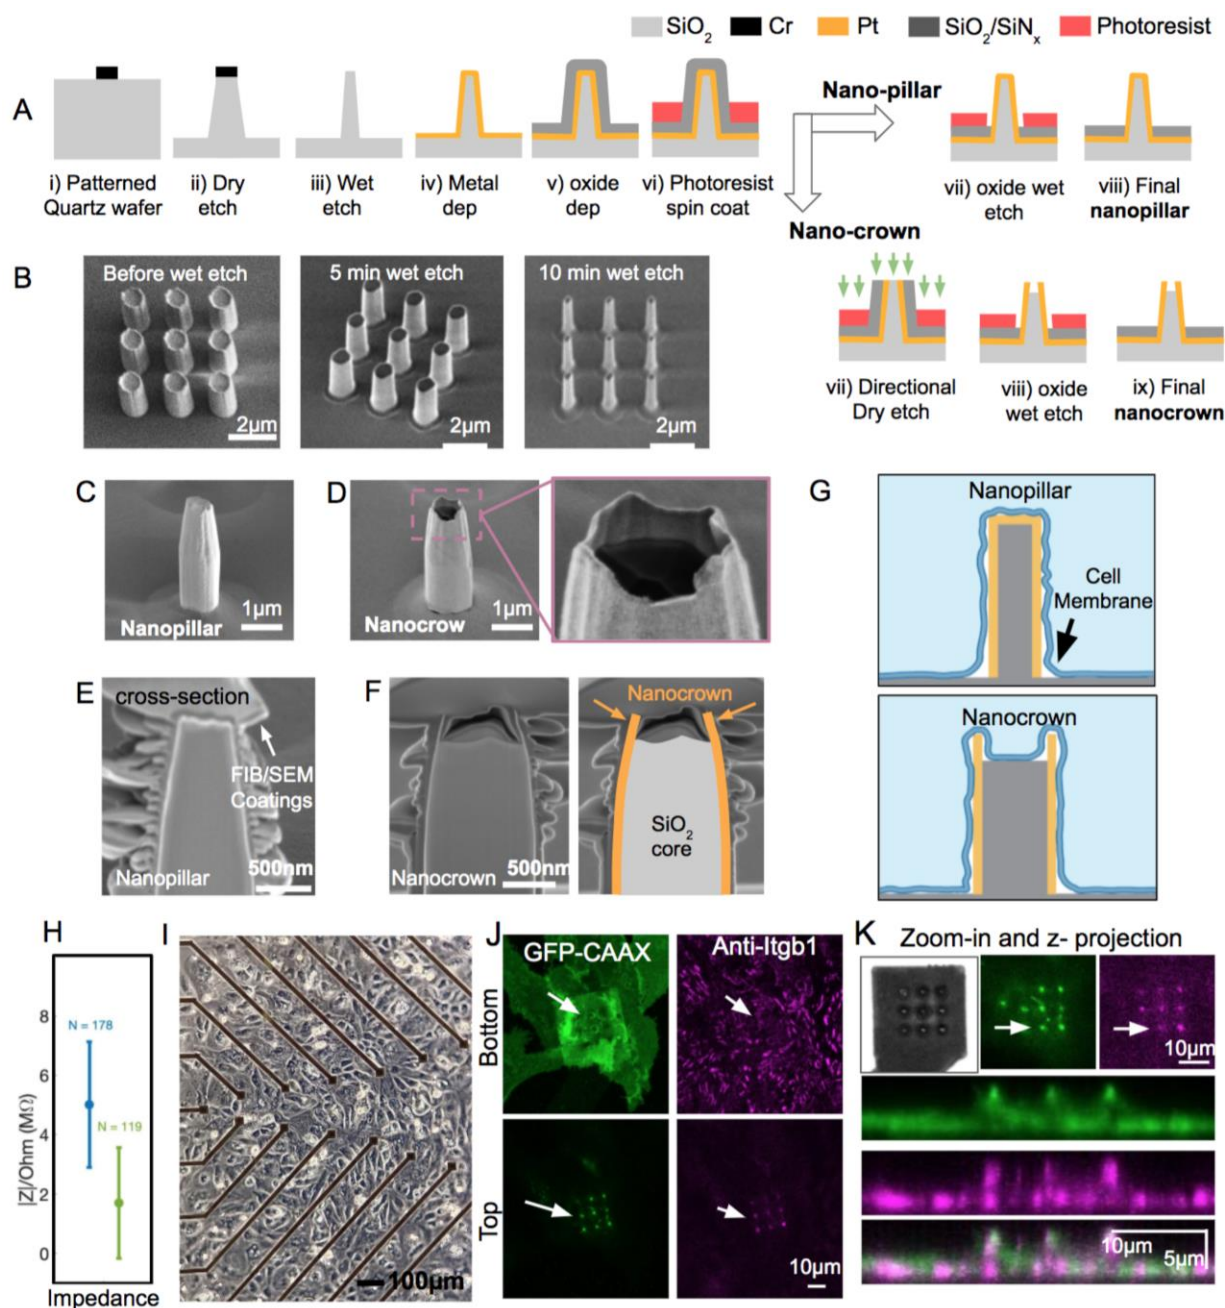 SiO2
Cr
Pt
SiO2/SiNx
Photoresist
A
i) Patterned
Quartz wafer
ii) Dry
etch
iii) Wet
etch
iv) Metal
dep
v) oxide
dep
vi) Photoresist
spin coat
Nano-pillar
vii) oxide wet
etch
viii) Final
nanopillar
Nano-crown
vii) Directional
Dry etch
viii) oxide
wet etch
ix) Final
nanocrown
B
Before wet etch
2µm
5 min wet etch
2µm
10 min wet etch
2µm
C
1µm
Nanopillar
D
1µm
Nanocrow
G
Nanopillar
Cell
Membrane
Nanocrown
E
cross-section
FIB/SEM
Coatings
500nm
Nanopillar
F
500nm
Nanocrown
Nanocrown
SiO2
core
H
N = 178
N = 119
|Z|/Ohm (MΩ)
8
6
4
2
0
Impedance
I
100µm
J
GFP-CAAX
Anti-Itgb1
Bottom
Top
10µm
K
Zoom-in and z- projection
10µm
10µm
5µm